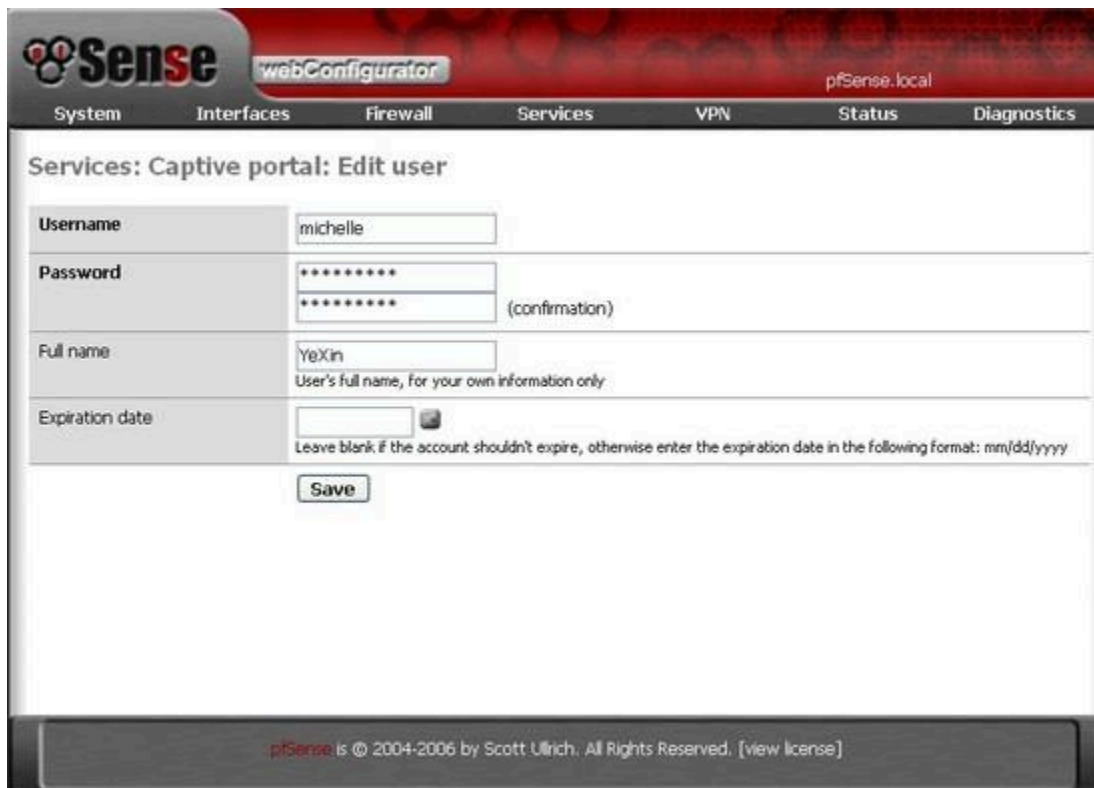 Sense
webConfigurator
pfSense.local
System Interfaces Firewall Services VPN Status Diagnostics
Services: Captive portal: Edit user
Username michelle
Password *********
********* (confirmation)
Full name YeXin
User's full name, for your own information only
Expiration date
Leave blank if the account shouldn't expire, otherwise enter the expiration date in the following format: mm/dd/yyyy
Save
pfSense is © 2004-2006 by Scott Ullrich. All Rights Reserved. [view license]